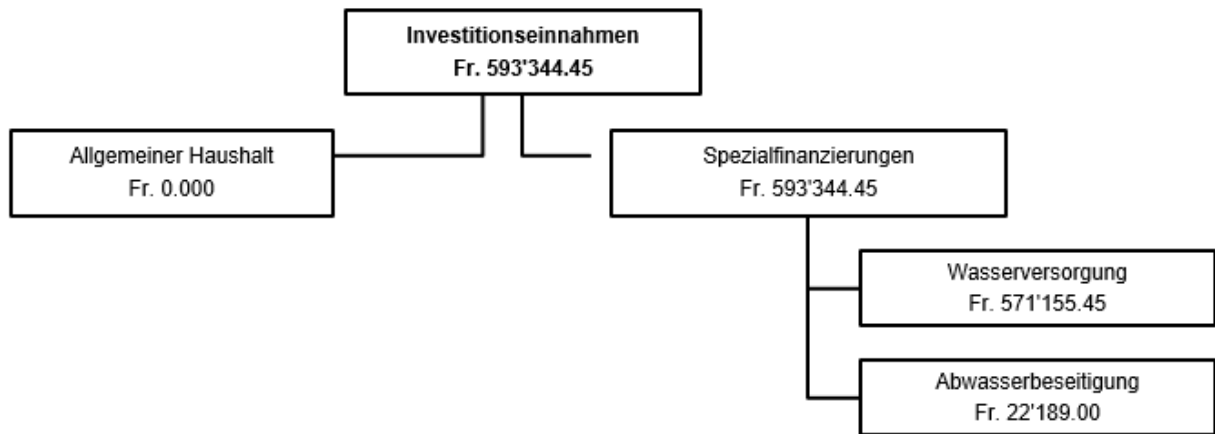 Investitionseinnahmen
Fr. 593'344.45
Allgemeiner Haushalt
Fr. 0.000
Spezialfinanzierungen
Fr. 593'344.45
Wasserversorgung
Fr. 571'155.45
Abwasserbeseitigung
Fr. 22'189.00